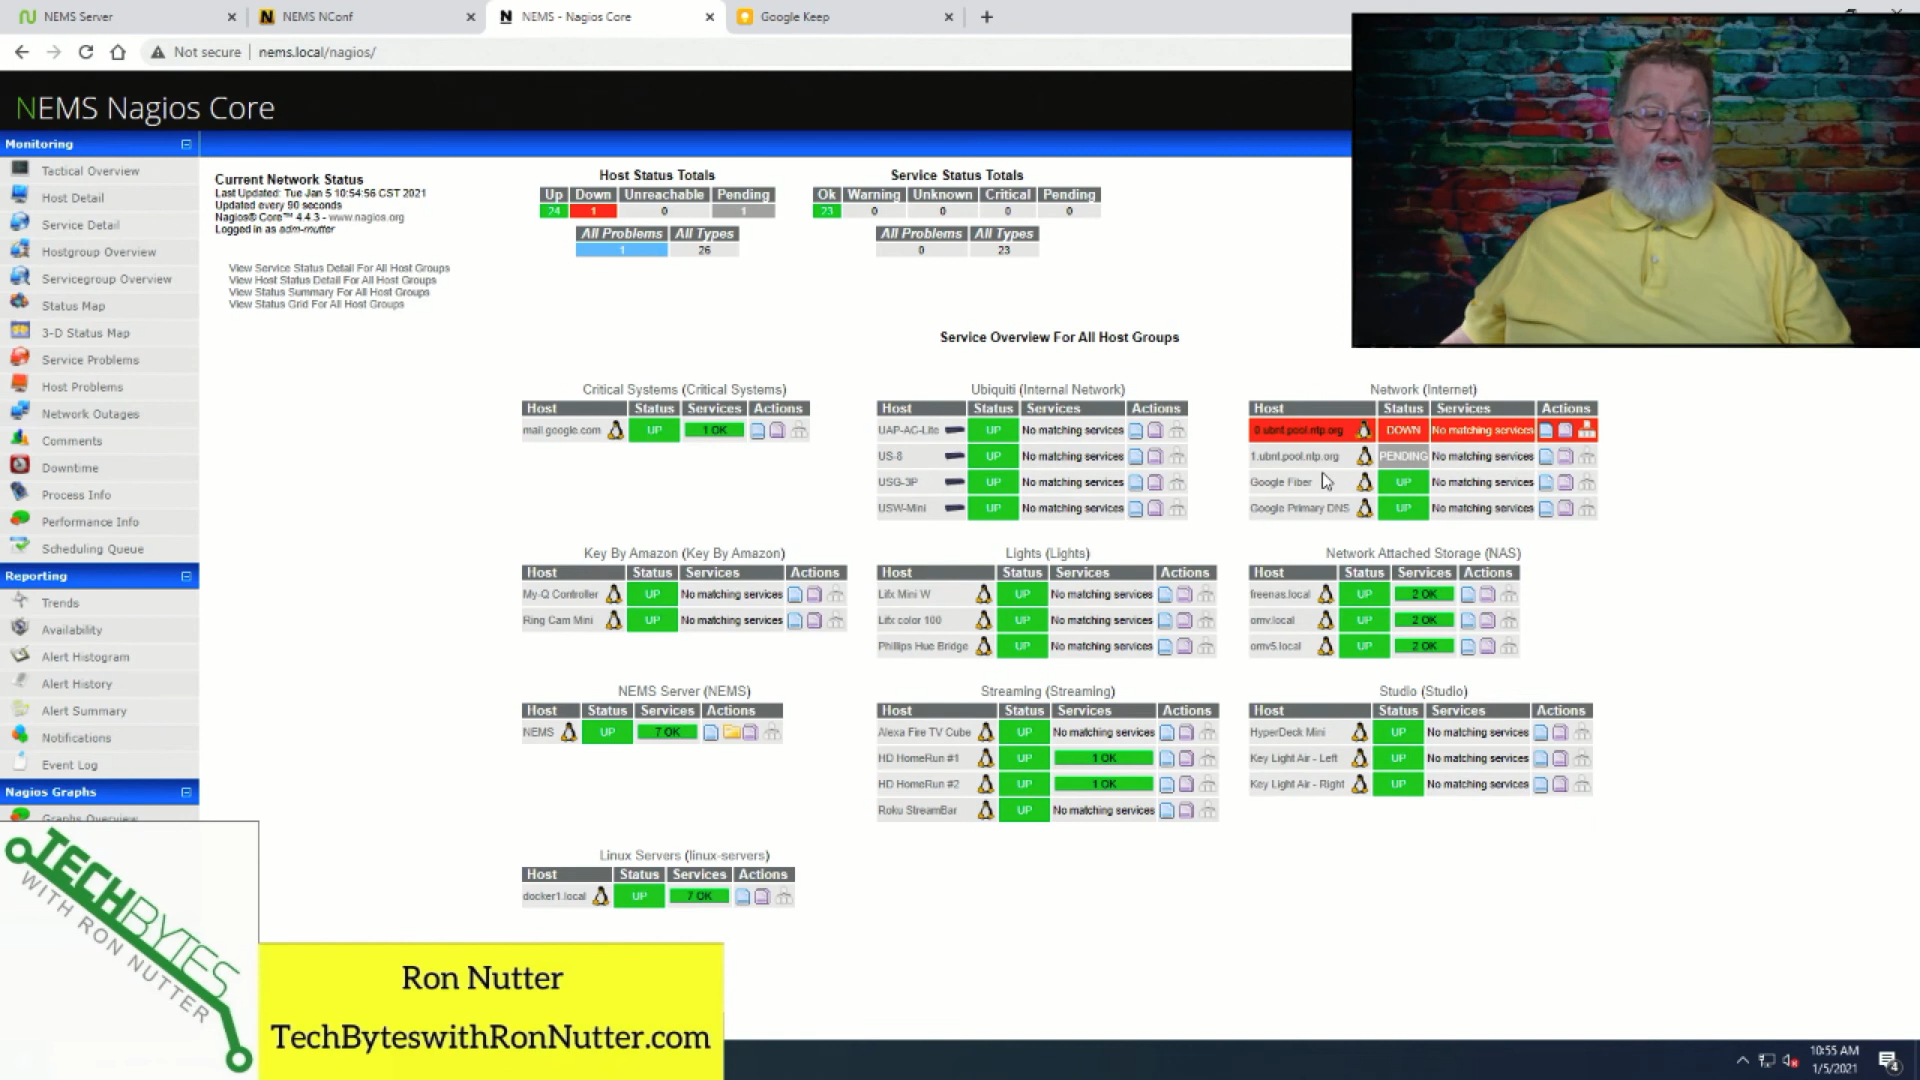 NEMS Server
NEMS NConf
NEMS - Nagios Core
Google Keep
Not secure
nems.local/nagios/
NEMS Nagios Core
Monitoring
Tactical Overview
Host Detail
Service Detail
Hostgroup Overview
Servicegroup Overview
Status Map
3-D Status Map
Service Problems
Host Problems
Network Outages
Comments
Downtime
Process Info
Performance Info
Scheduling Queue
Reporting
Trends
Availability
Alert Histogram
Alert History
Alert Summary
Notifications
Event Log
Nagios Graphs
Graphs Overview
Current Network Status
Last Updated: Tue Jan 5 10:54:56 CST 2021
Updated every 90 seconds
Nagios® Core™ 4.4.3 - www.nagios.org
Logged in as adm-rnutter
View Service Status Detail For All Host Groups
View Host Status Detail For All Host Groups
View Status Summary For All Host Groups
View Status Grid For All Host Groups
Host Status Totals
Up Down Unreachable Pending
24 1 0 1
All Problems All Types
1 26
Service Status Totals
Ok Warning Unknown Critical Pending
23 0 0 0 0
All Problems All Types
0 23
Service Overview For All Host Groups
Critical Systems (Critical Systems)
Host Status Services Actions
mail.google.com UP 1 OK
Ubiquiti (Internal Network)
Host Status Services Actions
UAP-AC-Lite UP No matching services
US-8 UP No matching services
USG-3P UP No matching services
USW-Mini UP No matching services
Network (Internet)
Host Status Services Actions
0.ubnt.pool.ntp.org DOWN No matching services
1.ubnt.pool.ntp.org PENDING No matching services
Google Fiber UP No matching services
Google Primary DNS UP No matching services
Key By Amazon (Key By Amazon)
Host Status Services Actions
My-Q Controller UP No matching services
Ring Cam Mini UP No matching services
Lights (Lights)
Host Status Services Actions
Lifx Mini W UP No matching services
Lifx color 100 UP No matching services
Phillips Hue Bridge UP No matching services
Network Attached Storage (NAS)
Host Status Services Actions
freenas.local UP 2 OK
omv.local UP 2 OK
omv5.local UP 2 OK
NEMS Server (NEMS)
Host Status Services Actions
NEMS UP 7 OK
Streaming (Streaming)
Host Status Services Actions
Alexa Fire TV Cube UP No matching services
HD HomeRun #1 UP 1 OK
HD HomeRun #2 UP 1 OK
Roku StreamBar UP No matching services
Studio (Studio)
Host Status Services Actions
HyperDeck Mini UP No matching services
Key Light Air - Left UP No matching services
Key Light Air - Right UP No matching services
Linux Servers (linux-servers)
Host Status Services Actions
docker1.local UP 7 OK
TECHBYTES
WITH RON NUTTER
Ron Nutter
TechByteswithRonNutter.com
10:55 AM
1/5/2021
4